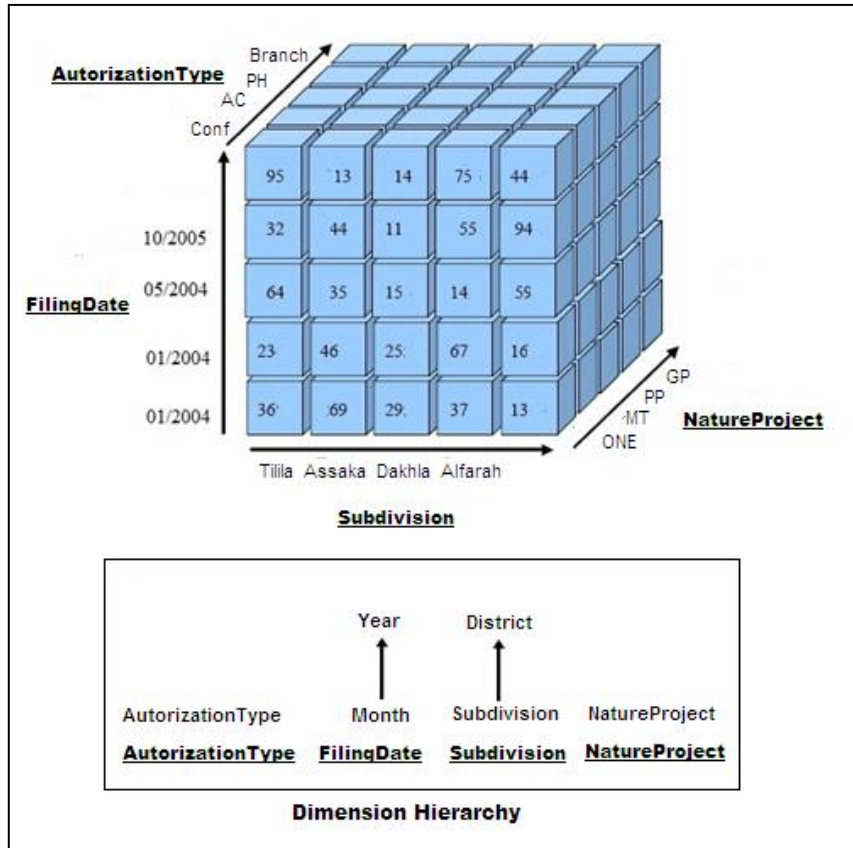 Branch
AutorizationType
PH
AC
Conf
95 13 14 75 44
10/2005
32 44 11 55 94
05/2004
64 35 15 14 59
FilingDate
01/2004
23 46 25 67 16
01/2004
36 69 29 37 13
GP
PP
MT
ONE
NatureProject
Tilila Assaka Dakhla Alfarah
Subdivision
Year District
AutorizationType Month Subdivision NatureProject
AutorizationType FilingDate Subdivision NatureProject
Dimension Hierarchy